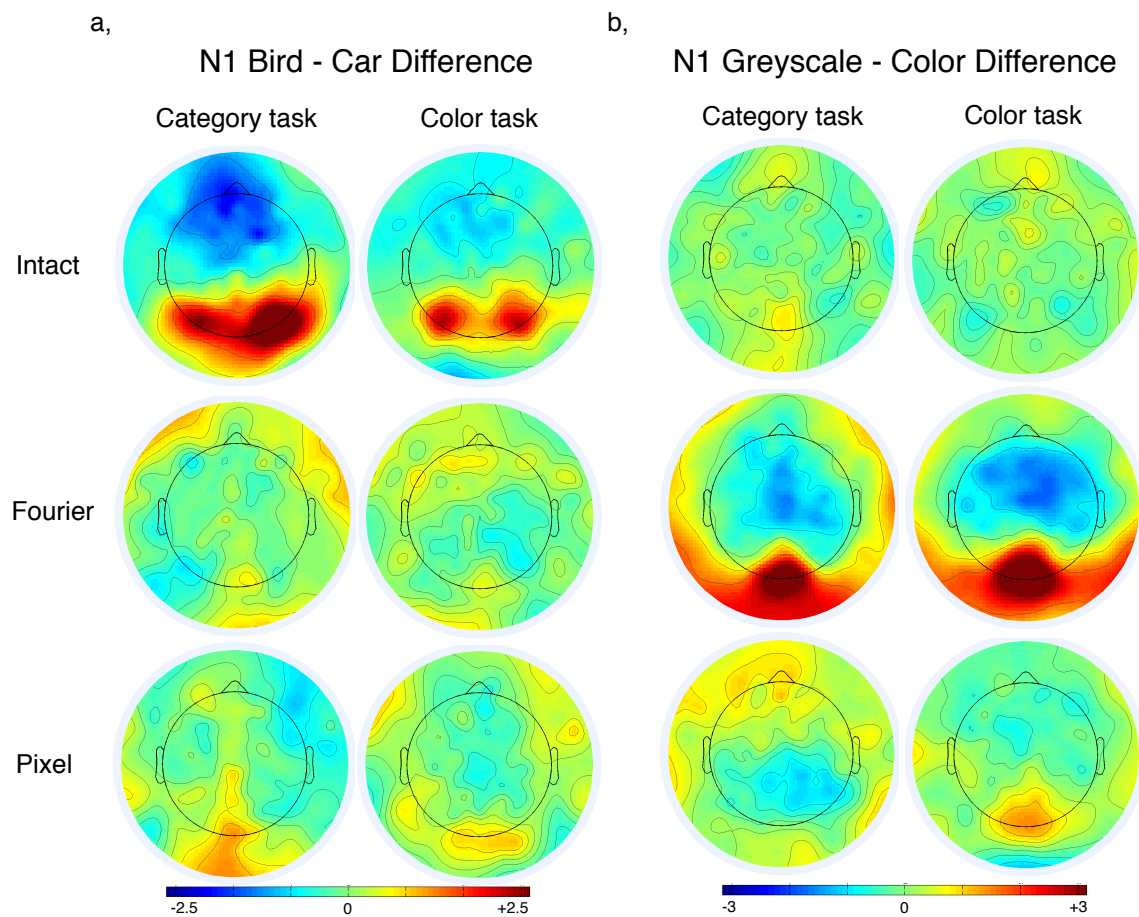 a,
N1 Bird - Car Difference
Category task
Color task
b,
N1 Greyscale - Color Difference
Category task
Color task
Intact
Fourier
Pixel
-2.5
0
+2.5
-3
0
+3